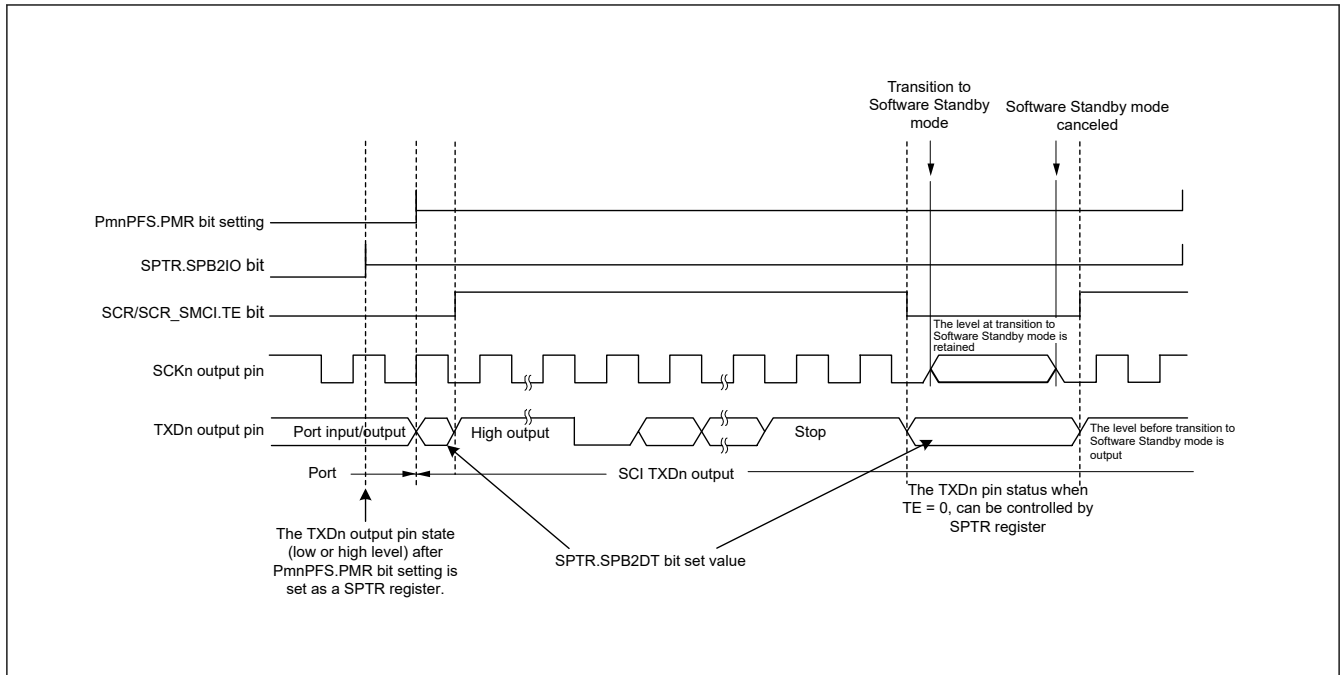 Transition to
Software Standby
mode
Software Standby mode
canceled
PmnPFS.PMR bit setting
SPTR.SPB2IO bit
SCR/SCR_SMCI.TE bit
The level at transition to
Software Standby mode is
retained
SCKn output pin
TXDn output pin
Port input/output
High output
Stop
The level before transition to
Software Standby mode is
output
Port
SCI TXDn output
The TXDn pin status when
TE = 0, can be controlled by
SPTR register
The TXDn output pin state
(low or high level) after
PmnPFS.PMR bit setting is
set as a SPTR register.
SPTR.SPB2DT bit set value